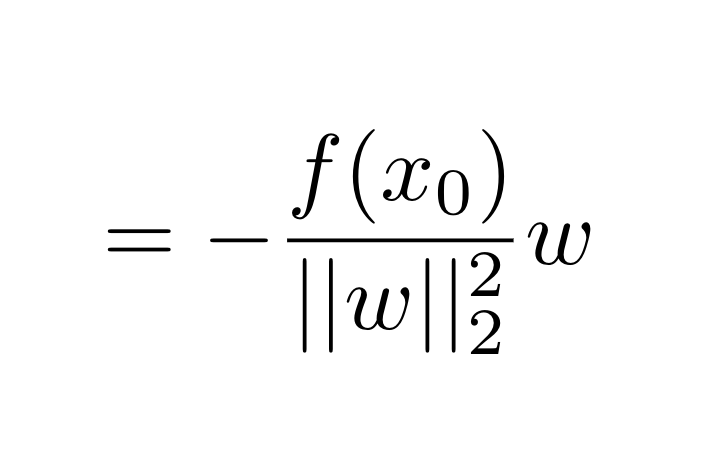 = -\frac{f(x_0)}{||w||_2^2} w